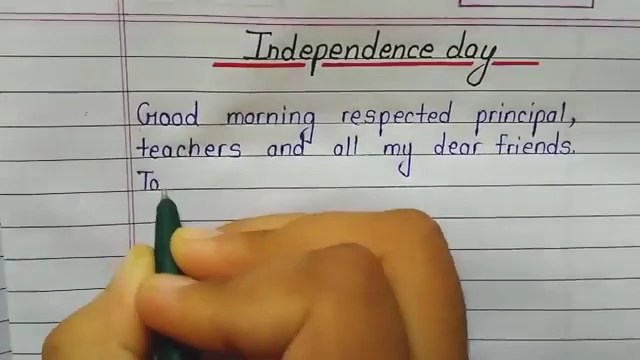 Independence day
Good morning respected principal,
teachers and all my dear friends.
To